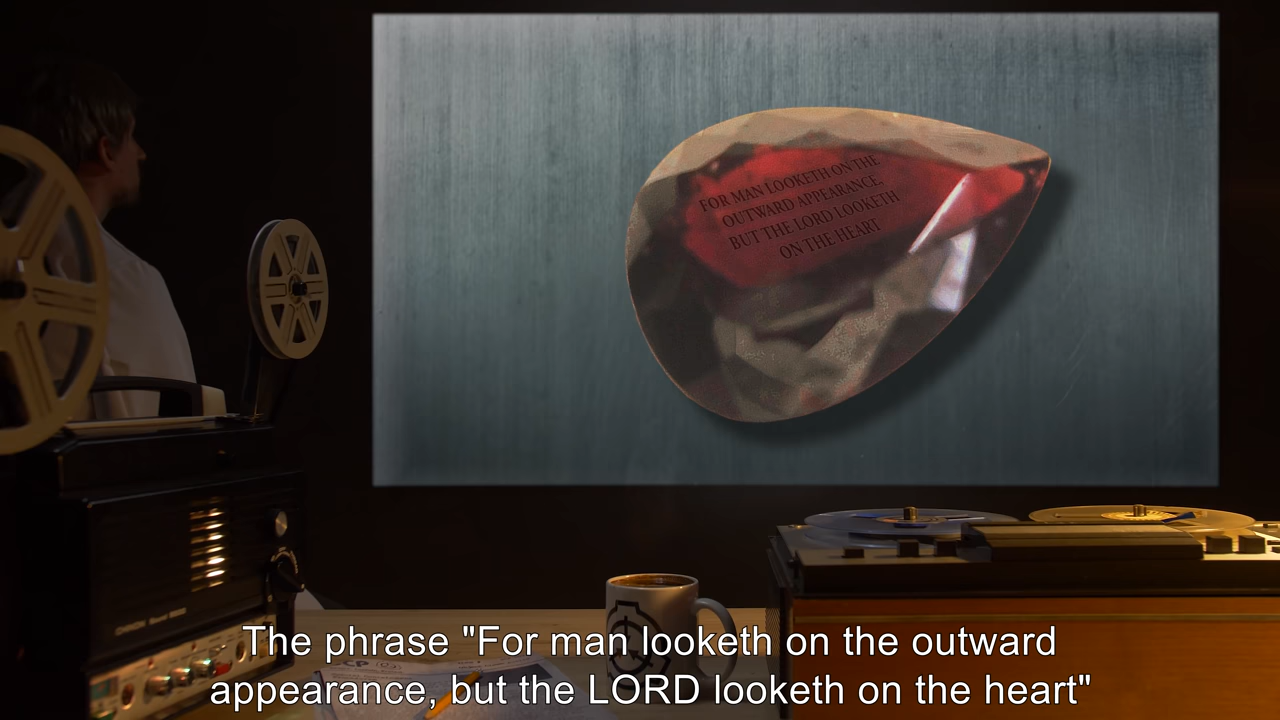 FOR MAN LOOKETH ON THE
OUTWARD APPEARANCE,
BUT THE LORD LOOKETH
ON THE HEART
CP
The phrase "For man looketh on the outward
appearance, but the LORD looketh on the heart"